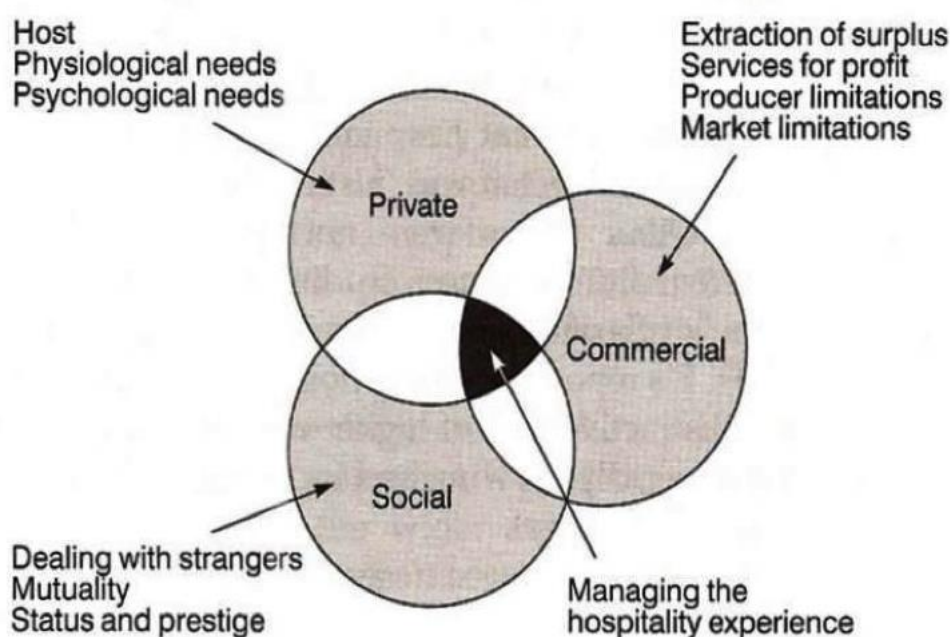 Host
Physiological needs
Psychological needs
Extraction of surplus
Services for profit
Producer limitations
Market limitations
Private
Commercial
Social
Dealing with strangers
Mutuality
Status and prestige
Managing the
hospitality experience